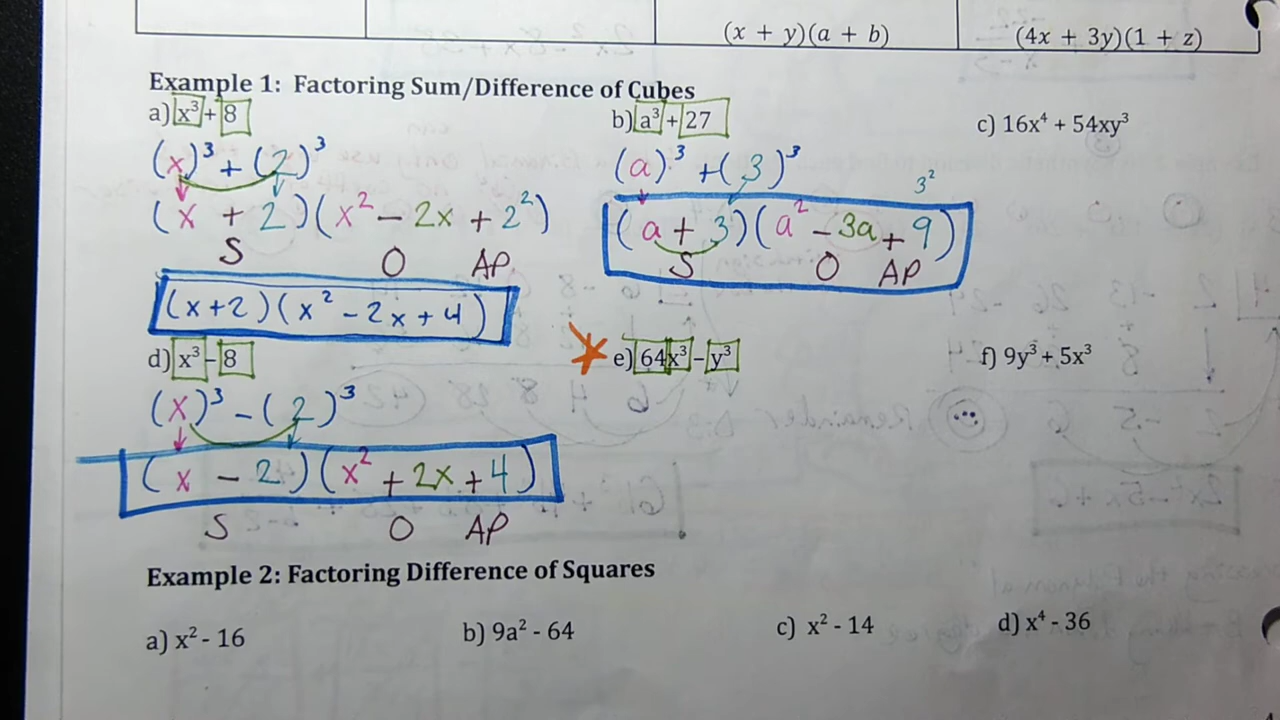 (x + y)(a + b) (4x + 3y)(1 + z)
Example 1: Factoring Sum/Difference of Cubes
a) x³ + 8 b) a³ + 27 c) 16x⁴ + 54xy³
(x)³ + (2)³ (a)³ + (3)³
3²
(x + 2)(x² - 2x + 2²) (a + 3)(a² - 3a + 9)
S O AP S O AP
(x+2)(x² - 2x + 4)
d) x³ - 8 e) 64x³ - y³ f) 9y³ + 5x³
(x)³ - (2)³
(x - 2)(x² + 2x + 4)
S O AP
Example 2: Factoring Difference of Squares
a) x² - 16 b) 9a² - 64 c) x² - 14 d) x⁴ - 36